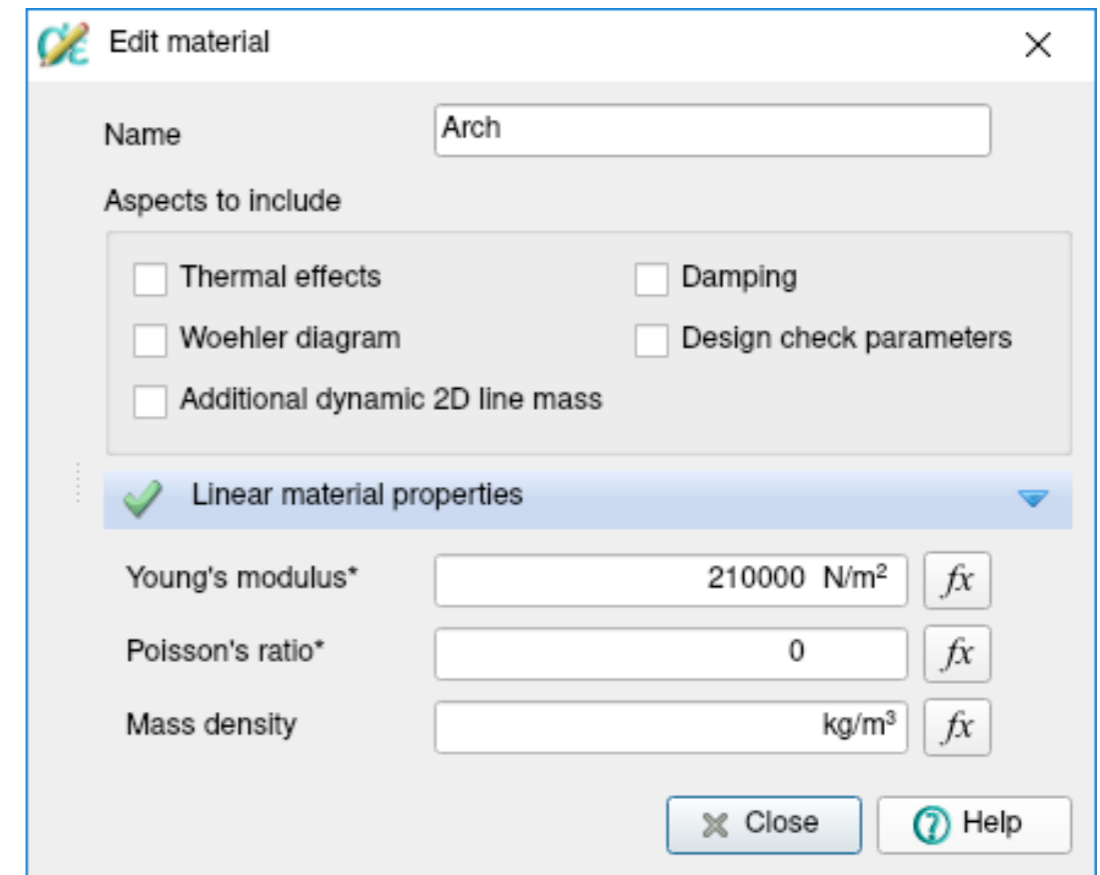 Edit material
Name Arch
Aspects to include
Thermal effects Damping
Woehler diagram Design check parameters
Additional dynamic 2D line mass
Linear material properties
Young's modulus* 210000 N/m² fx
Poisson's ratio* 0 fx
Mass density kg/m³ fx
Close Help